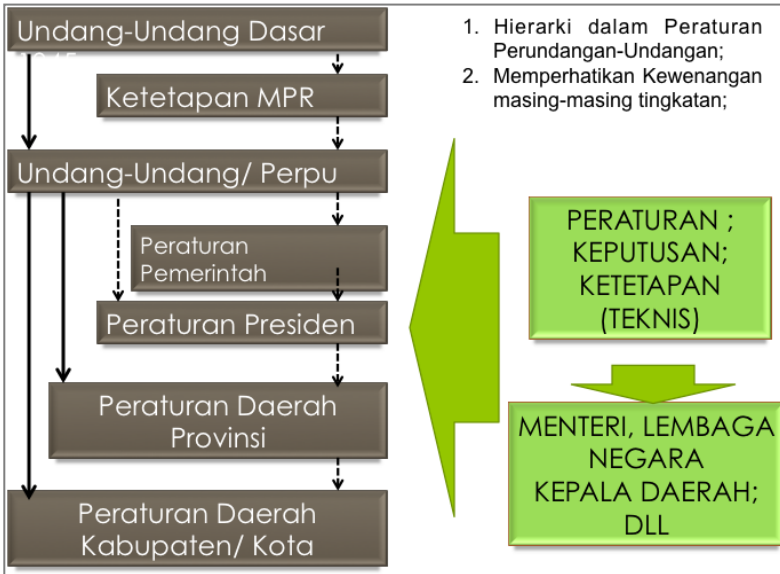 Undang-Undang Dasar
Ketetapan MPR
Undang-Undang/ Perpu
Peraturan
Pemerintah
Peraturan Presiden
Peraturan Daerah
Provinsi
Peraturan Daerah
Kabupaten/ Kota
1. Hierarki dalam Peraturan
Perundangan-Undangan;
2. Memperhatikan Kewenangan
masing-masing tingkatan;
PERATURAN ;
KEPUTUSAN;
KETETAPAN
(TEKNIS)
MENTERI, LEMBAGA
NEGARA
KEPALA DAERAH;
DLL